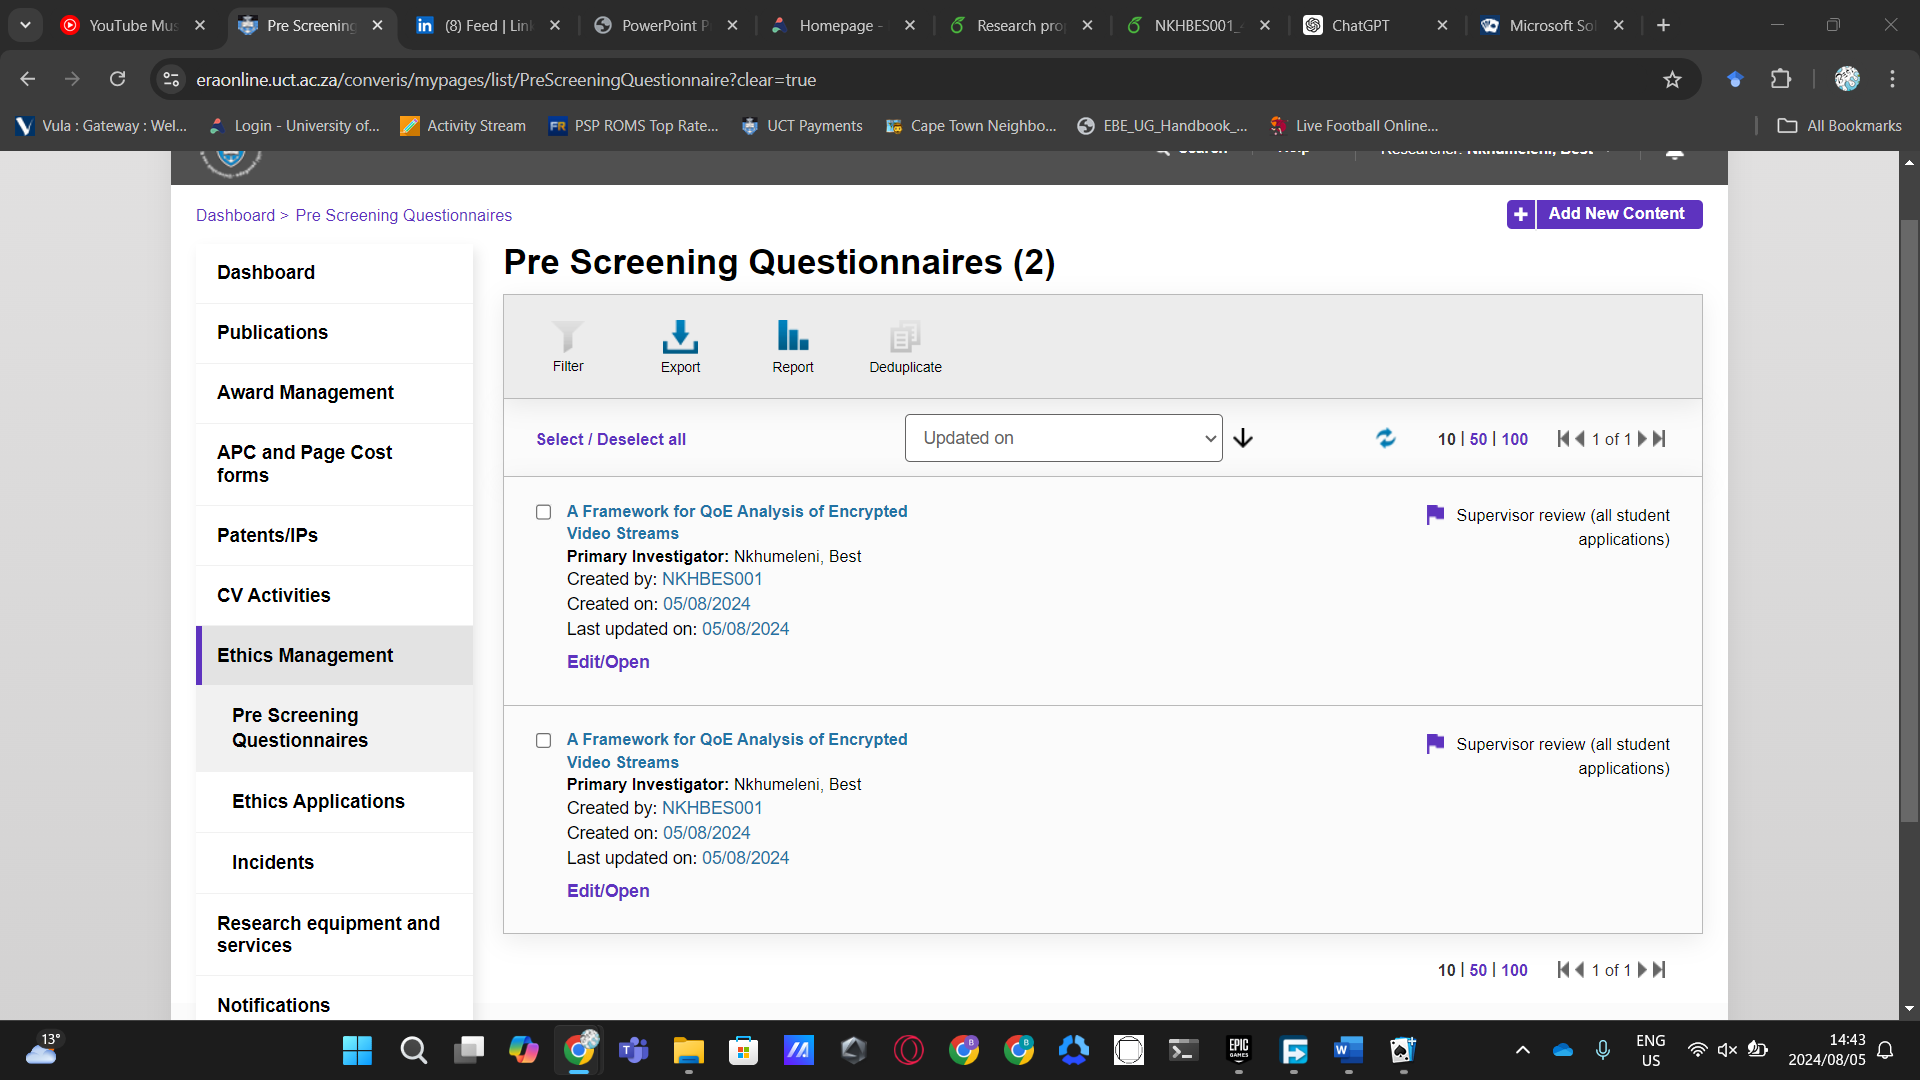 YouTube Mus
Pre Screening
(8) Feed | Lin
PowerPoint P
Homepage -
Research pro
NKHBES001_
ChatGPT
Microsoft So
eraonline.uct.ac.za/converis/mypages/list/PreScreeningQuestionnaire?clear=true
Vula : Gateway : Wel...
Login - University of...
Activity Stream
FR
PSP ROMS Top Rate...
UCT Payments
Cape Town Neighbo...
EBE_UG_Handbook_...
Live Football Online...
All Bookmarks
Search
Help
Researcher: Nkhumeleni, Best
Dashboard > Pre Screening Questionnaires
+ Add New Content
Dashboard
Publications
Award Management
APC and Page Cost
forms
Patents/IPs
CV Activities
Ethics Management
Pre Screening
Questionnaires
Ethics Applications
Incidents
Research equipment and
services
Notifications
Pre Screening Questionnaires (2)
Filter
Export
Report
Deduplicate
Select / Deselect all
Updated on
10 | 50 | 100
1 of 1
A Framework for QoE Analysis of Encrypted
Video Streams
Primary Investigator: Nkhumeleni, Best
Created by: NKHBES001
Created on: 05/08/2024
Last updated on: 05/08/2024
Edit/Open
Supervisor review (all student
applications)
A Framework for QoE Analysis of Encrypted
Video Streams
Primary Investigator: Nkhumeleni, Best
Created by: NKHBES001
Created on: 05/08/2024
Last updated on: 05/08/2024
Edit/Open
Supervisor review (all student
applications)
10 | 50 | 100
1 of 1
13°
EPIC
GAMES
ENG
US
14:43
2024/08/05